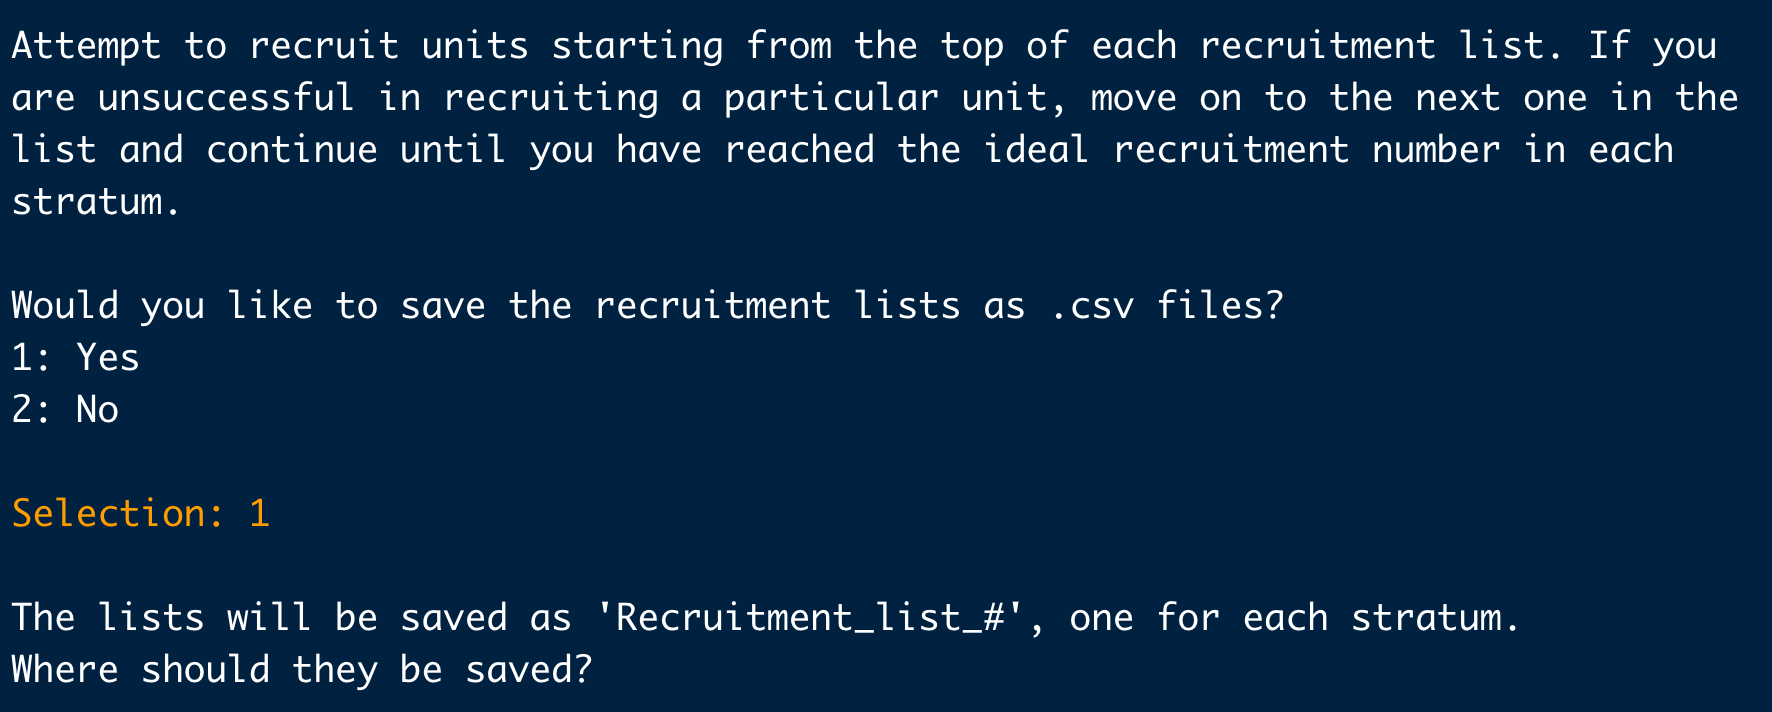 Attempt to recruit units starting from the top of each recruitment list. If you
are unsuccessful in recruiting a particular unit, move on to the next one in the
list and continue until you have reached the ideal recruitment number in each
stratum.
Would you like to save the recruitment lists as .csv files?
1: Yes
2: No
Selection: 1
The lists will be saved as 'Recruitment_list_#', one for each stratum.
Where should they be saved?